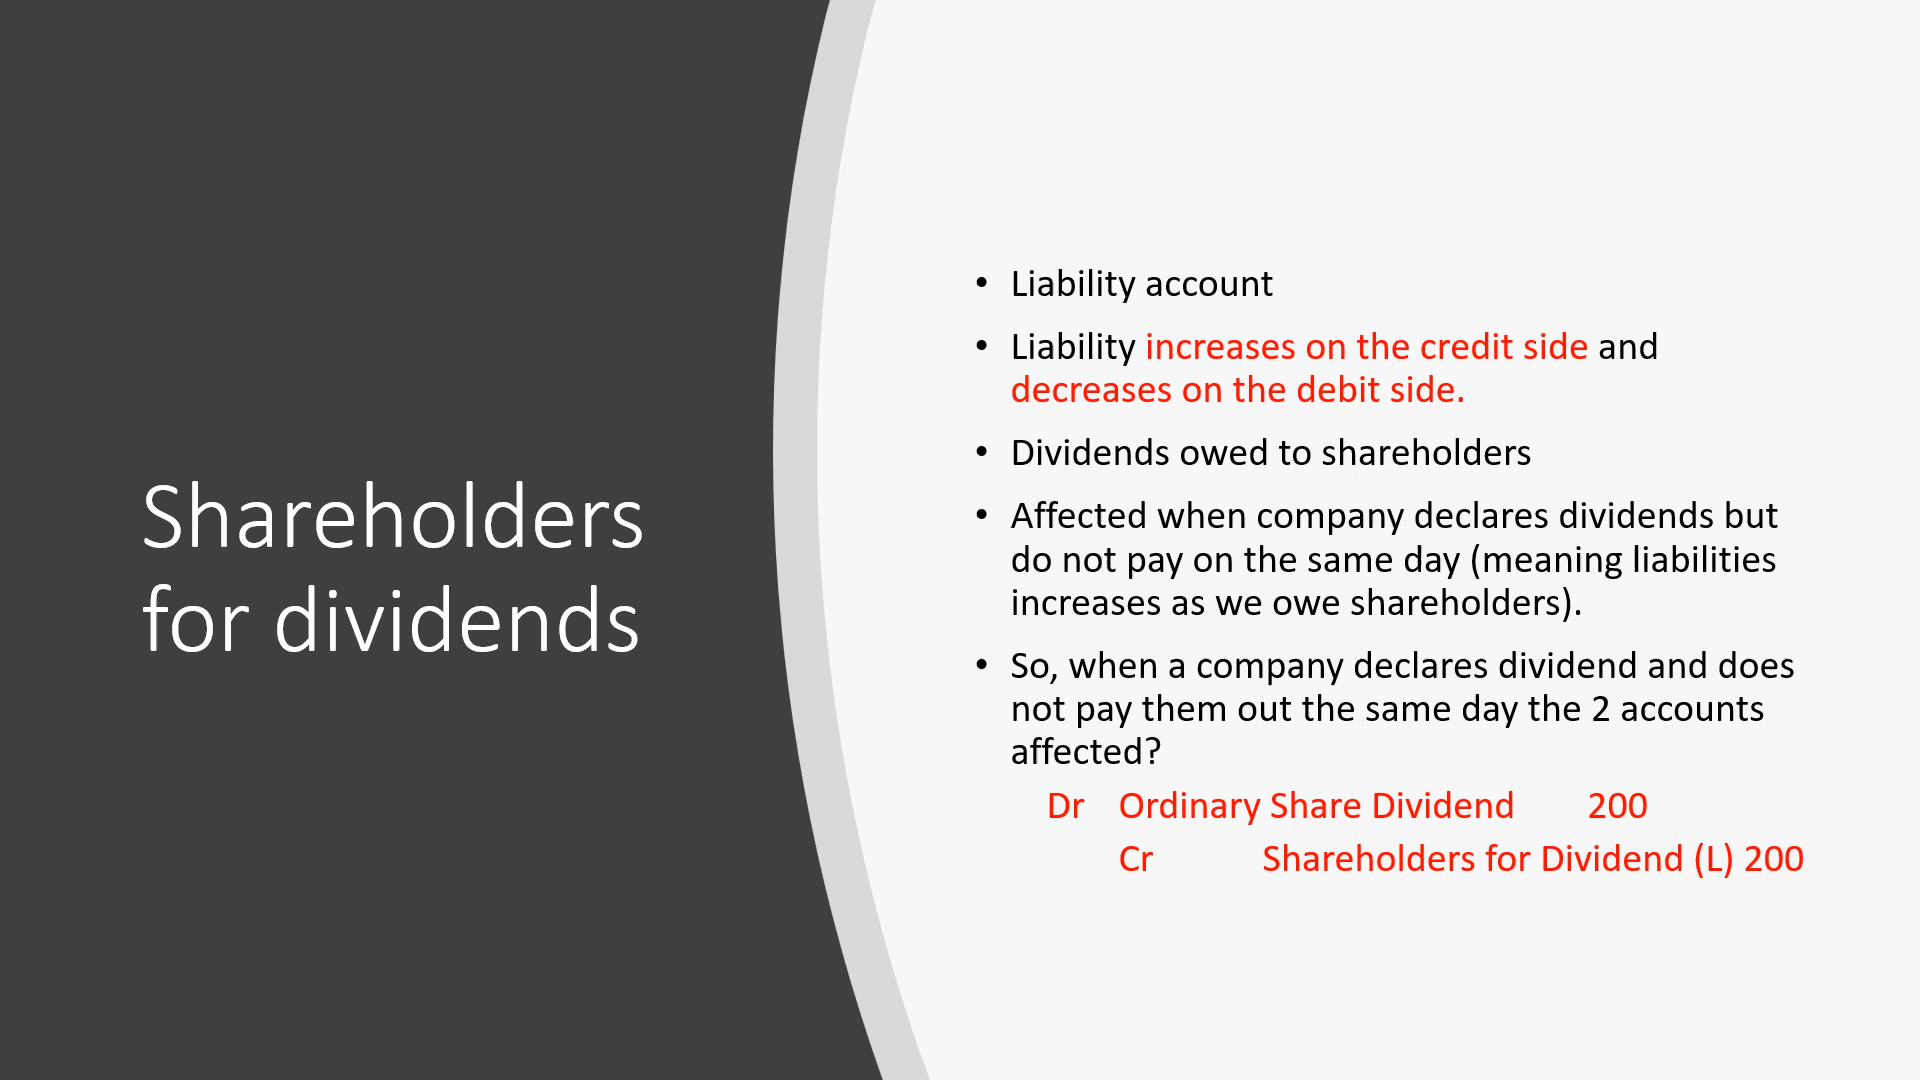 Shareholders
for dividends
• Liability account
• Liability increases on the credit side and
decreases on the debit side.
• Dividends owed to shareholders
• Affected when company declares dividends but
do not pay on the same day (meaning liabilities
increases as we owe shareholders).
• So, when a company declares dividend and does
not pay them out the same day the 2 accounts
affected?
Dr Ordinary Share Dividend 200
Cr Shareholders for Dividend (L) 200